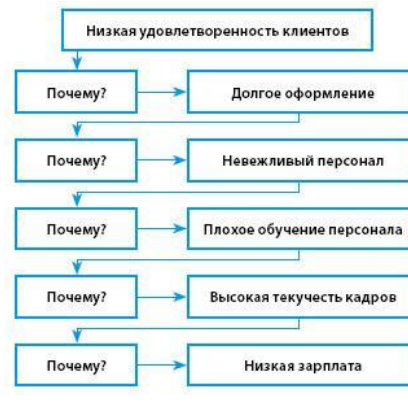 Низкая удовлетворенность клиентов
Почему?
Долгое оформление
Почему?
Невежливый персонал
Почему?
Плохое обучение персонала
Почему?
Высокая текучесть кадров
Почему?
Низкая зарплата